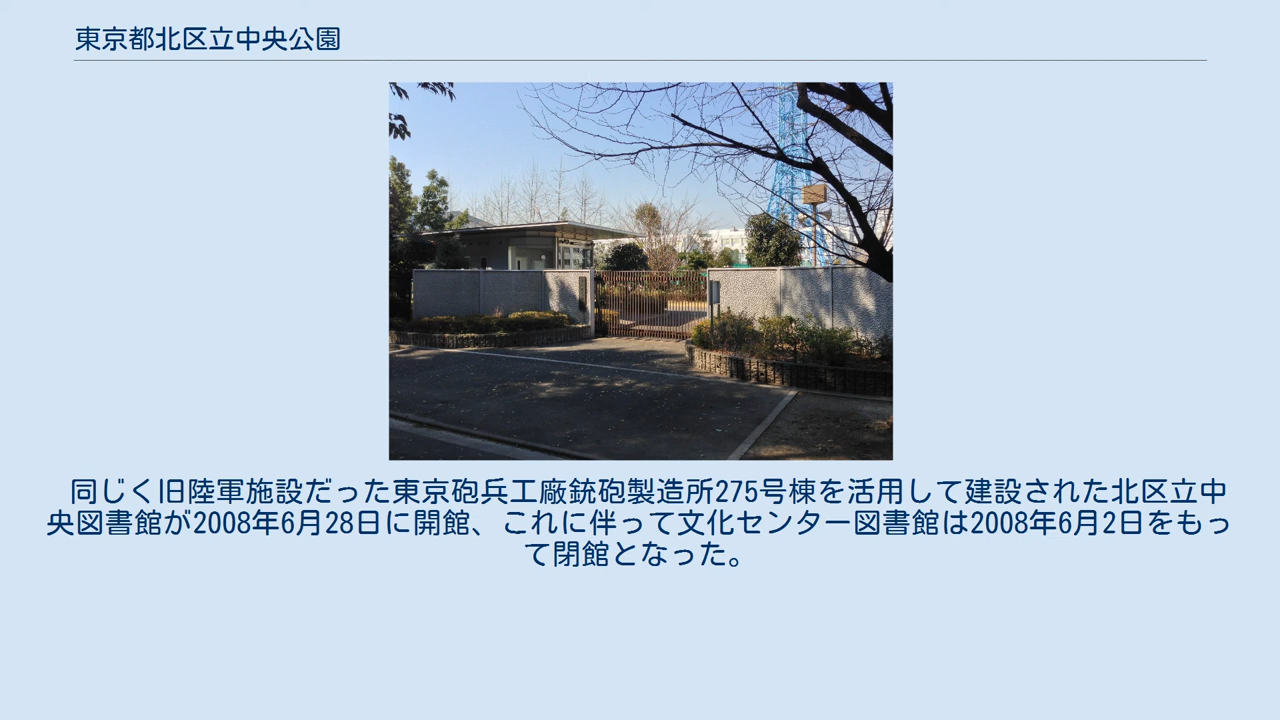 東京都北区立中央公園
同じく旧陸軍施設だった東京砲兵工廠銃砲製造所275号棟を活用して建設された北区立中
央図書館が2008年6月28日に開館、これに伴って文化センター図書館は2008年6月2日をもっ
て閉館となった。